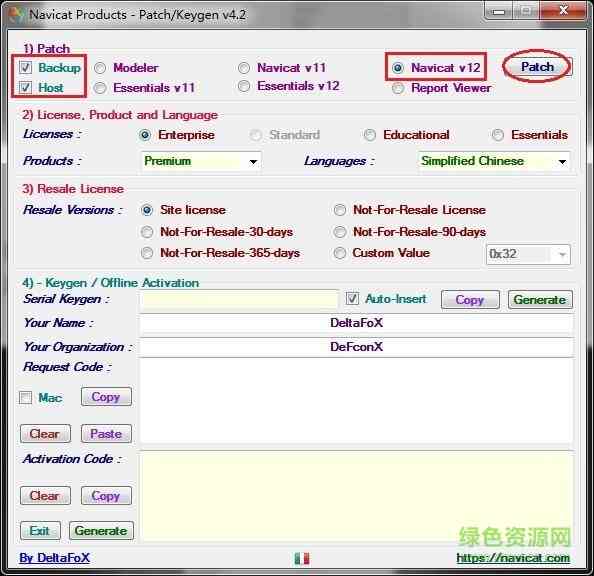 Navicat Products - Patch/Keygen v4.2
1) Patch
Backup Modeler Navicat v11 Navicat v12 Patch
Host Essentials v11 Essentials v12 Report Viewer
2) License, Product and Language
Licenses : Enterprise Standard Educational Essentials
Products : Premium Languages : Simplified Chinese
3) Resale License
Resale Versions : Site license Not-For-Resale License
Not-For-Resale-30-days Not-For-Resale-90-days
Not-For-Resale-365-days Custom Value 0x32
4) - Keygen / Offline Activation
Serial Keygen : Auto-Insert Copy Generate
Your Name : DeltaFoX
Your Organization : DeFconX
Request Code :
Mac Copy
Clear Paste
Activation Code :
Clear Copy
Exit Generate
绿色资源网
By DeltaFoX https://navicat.com